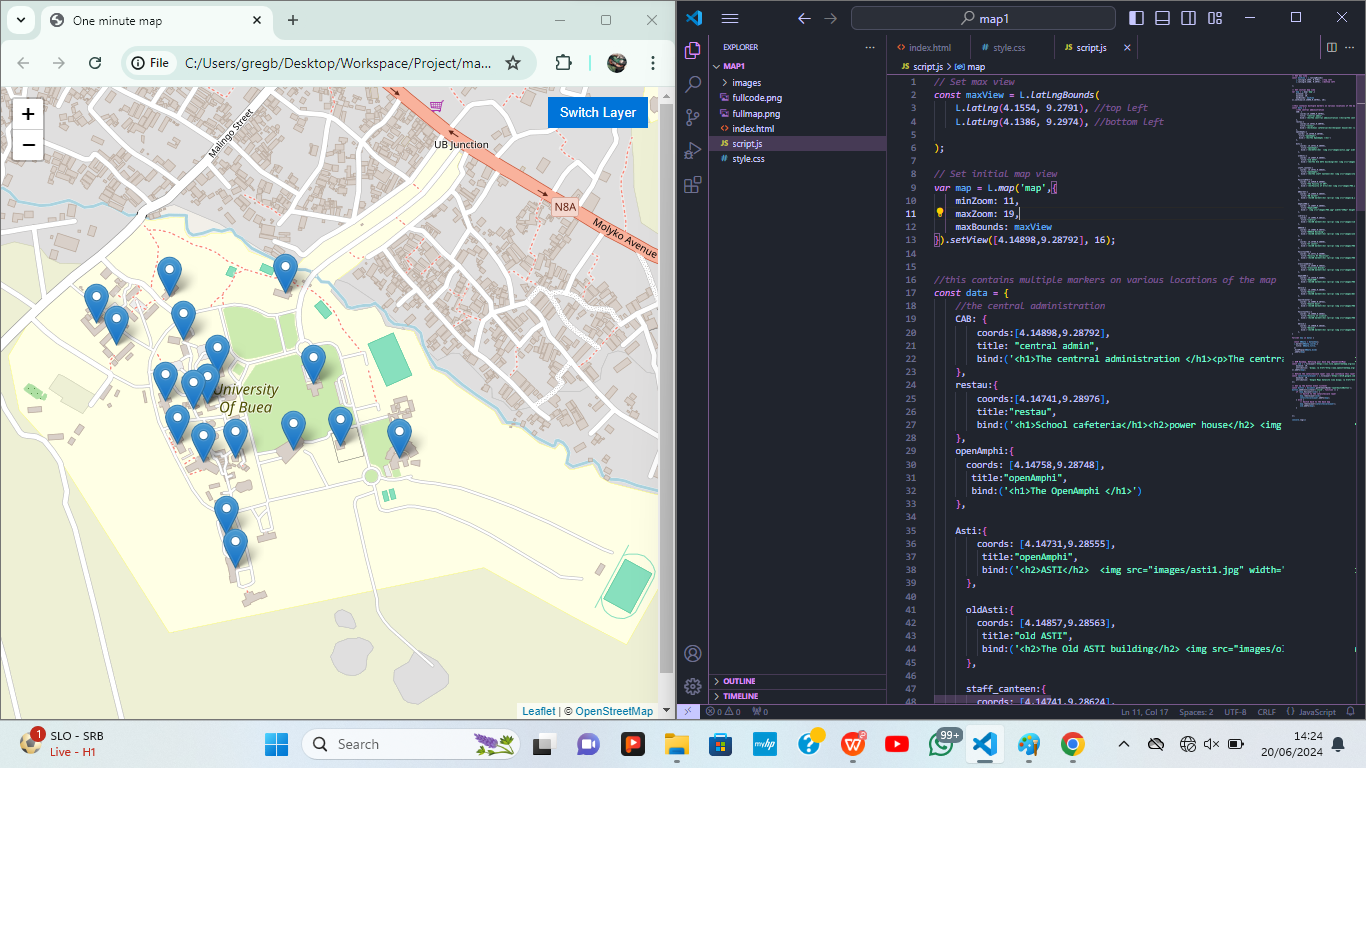 One minute map
File
C:/Users/gregb/Desktop/Workspace/Project/ma...
+
−
Switch Layer
Malingo Street
UB Junction
N8A
Molyko Avenue
University
Of Buea
Leaflet | © OpenStreetMap
map1
EXPLORER
MAP1
images
fullcode.png
fullmap.png
index.html
script.js
style.css
OUTLINE
TIMELINE
index.html
style.css
script.js
script.js > map
1 // Set max view
2 const maxView = L.latLngBounds(
3 L.latLng(4.1554, 9.2791), //top left
4 L.latLng(4.1386, 9.2974), //bottom left
5
6 );
7
8 // Set initial map view
9 var map = L.map('map',{
10 minZoom: 11,
11 maxZoom: 19,
12 maxBounds: maxView
13 }).setView([4.14898,9.28792], 16);
14
15
16 //this contains multiple markers on various Locations of the map
17 const data = {
18 //the central administration
19 CAB: {
20 coords:[4.14898,9.28792],
21 title: "central admin",
22 bind:('<h1>The centrral administration </h1><p>The centrr
23 },
24 restau:{
25 coords:[4.14741,9.28976],
26 title:"restau",
27 bind:('<h1>School cafeteria</h1><h2>power house</h2> <img
28 },
29 openAmphi:{
30 coords: [4.14758,9.28748],
31 title:"openAmphi",
32 bind:('<h1>The OpenAmphi </h1>')
33 },
34
35 Asti:{
36 coords: [4.14731,9.28555],
37 title:"openAmphi",
38 bind:('<h2>ASTI</h2> <img src="images/asti1.jpg" width='
39 },
40
41 oldAsti:{
42 coords: [4.14857,9.28563],
43 title:"old ASTI",
44 bind:('<h2>The Old ASTI building</h2> <img src="images/ol
45 },
46
47 staff_canteen:{
48 coords: [4.14741,9.28624],
0 0 0
Ln 11, Col 17 Spaces: 2 UTF-8 CRLF {} JavaScript
1
SLO - SRB
Live - H1
Search
myhp
99+
14:24
20/06/2024